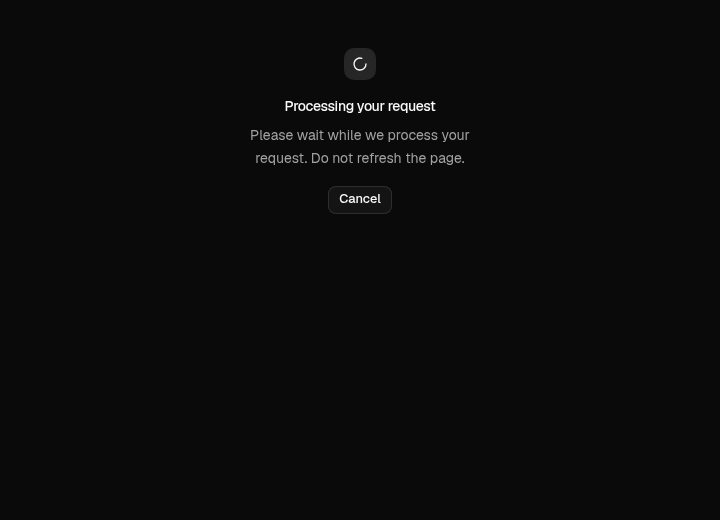 Processing your request
Please wait while we process your
request. Do not refresh the page.
Cancel